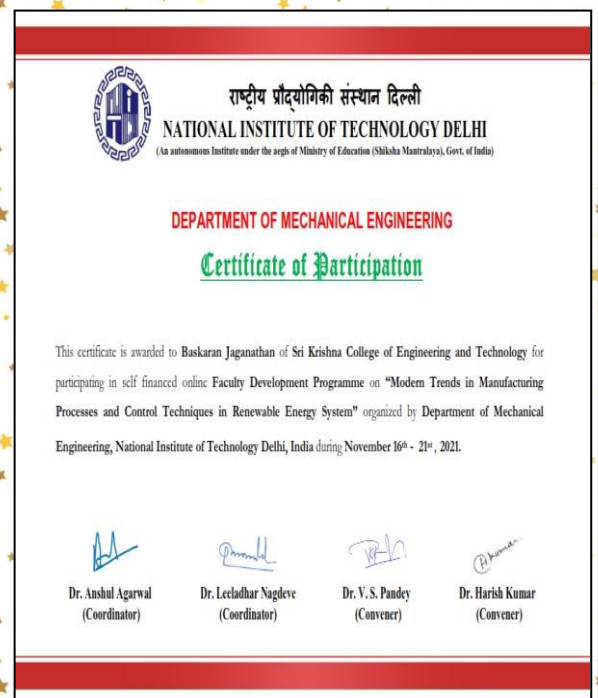 राष्ट्रीय प्रौद्योगिकी संस्थान दिल्ली
NATIONAL INSTITUTE OF TECHNOLOGY DELHI
(An autonomous Institute under the aegis of Ministry of Education (Shiksha Mantralaya), Govt. of India)
DEPARTMENT OF MECHANICAL ENGINEERING
Certificate of Participation
This certificate is awarded to Baskaran Jaganathan of Sri Krishna College of Engineering and Technology for
participating in self financed online Faculty Development Programme on “Modern Trends in Manufacturing
Processes and Control Techniques in Renewable Energy System” organized by Department of Mechanical
Engineering, National Institute of Technology Delhi, India during November 16th - 21st , 2021.
Dr. Anshul Agarwal Dr. Leeladhar Nagdeve Dr. V. S. Pandey Dr. Harish Kumar
(Coordinator) (Coordinator) (Convener) (Convener)